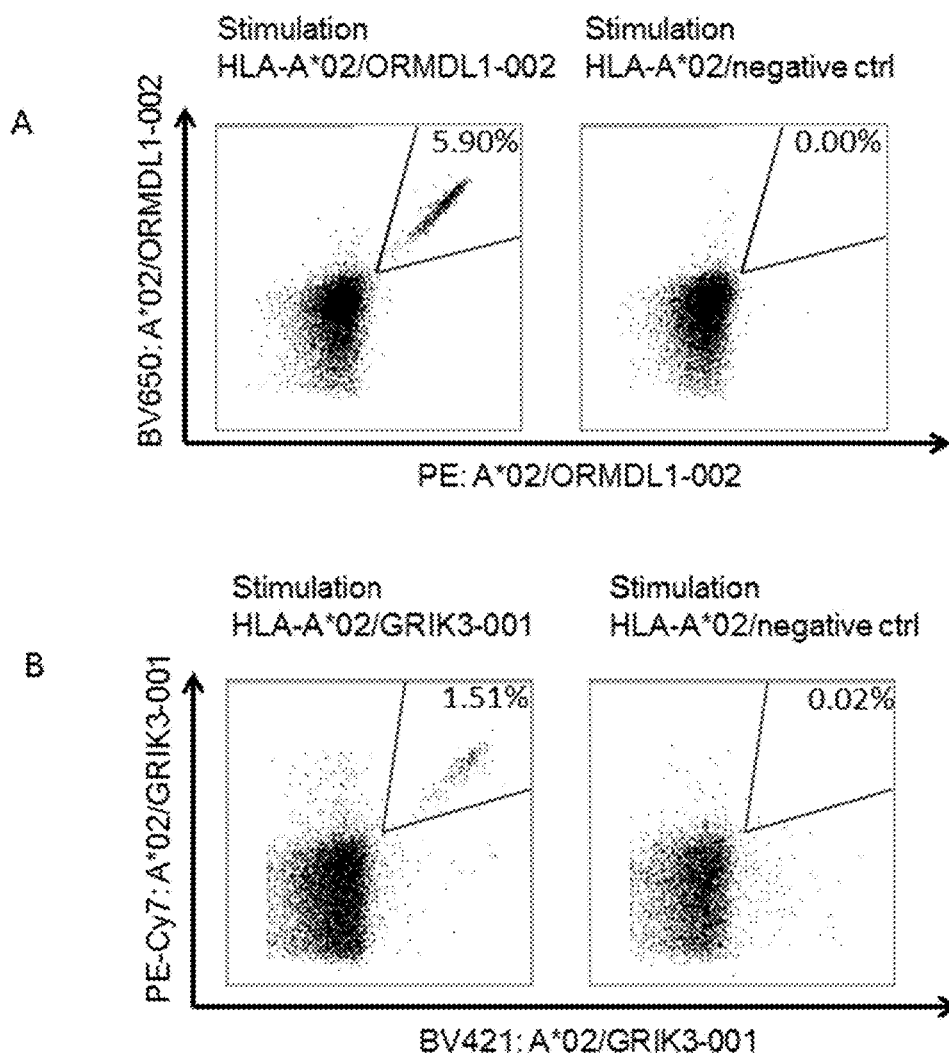 A
Stimulation
HLA-A*02/ORMDL1-002
Stimulation
HLA-A*02/negative ctrl
BV650: A*02/ORMDL1-002
5.90%
0.00%
PE: A*02/ORMDL1-002
B
Stimulation
HLA-A*02/GRIK3-001
Stimulation
HLA-A*02/negative ctrl
PE-Cy7: A*02/GRIK3-001
1.51%
0.02%
BV421: A*02/GRIK3-001